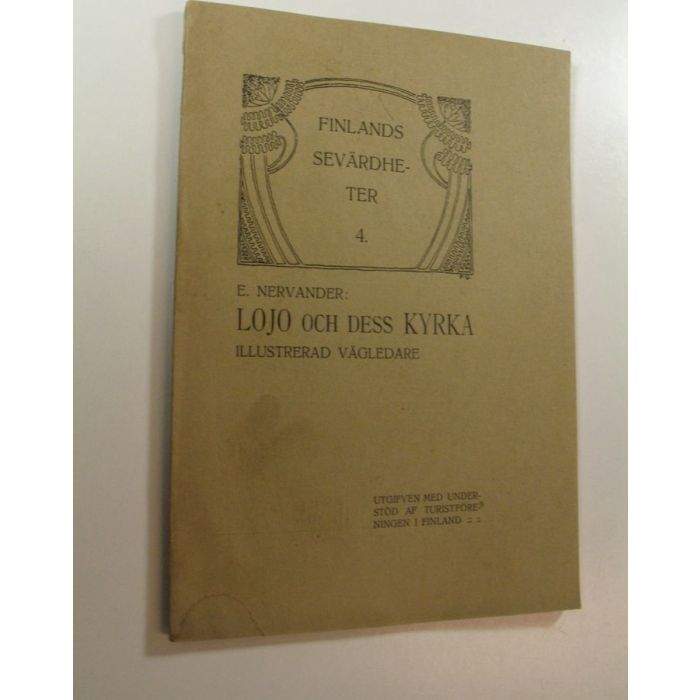 FINLANDS
SEVÄRDHE-
TER
4.
E. NERVANDER:
LOJO OCH DESS KYRKA
ILLUSTRERAD VÄGLEDARE
UTGIFVEN MED UNDER-
STÖD AF TURISTFÖRE-
NINGEN I FINLAND